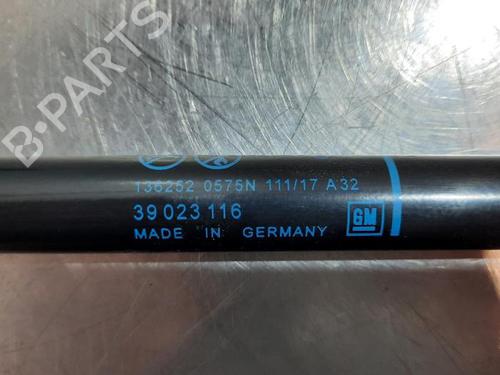 B-PARTS
136252 0575N 111/17 A32
39 023 116
MADE IN GERMANY
GM